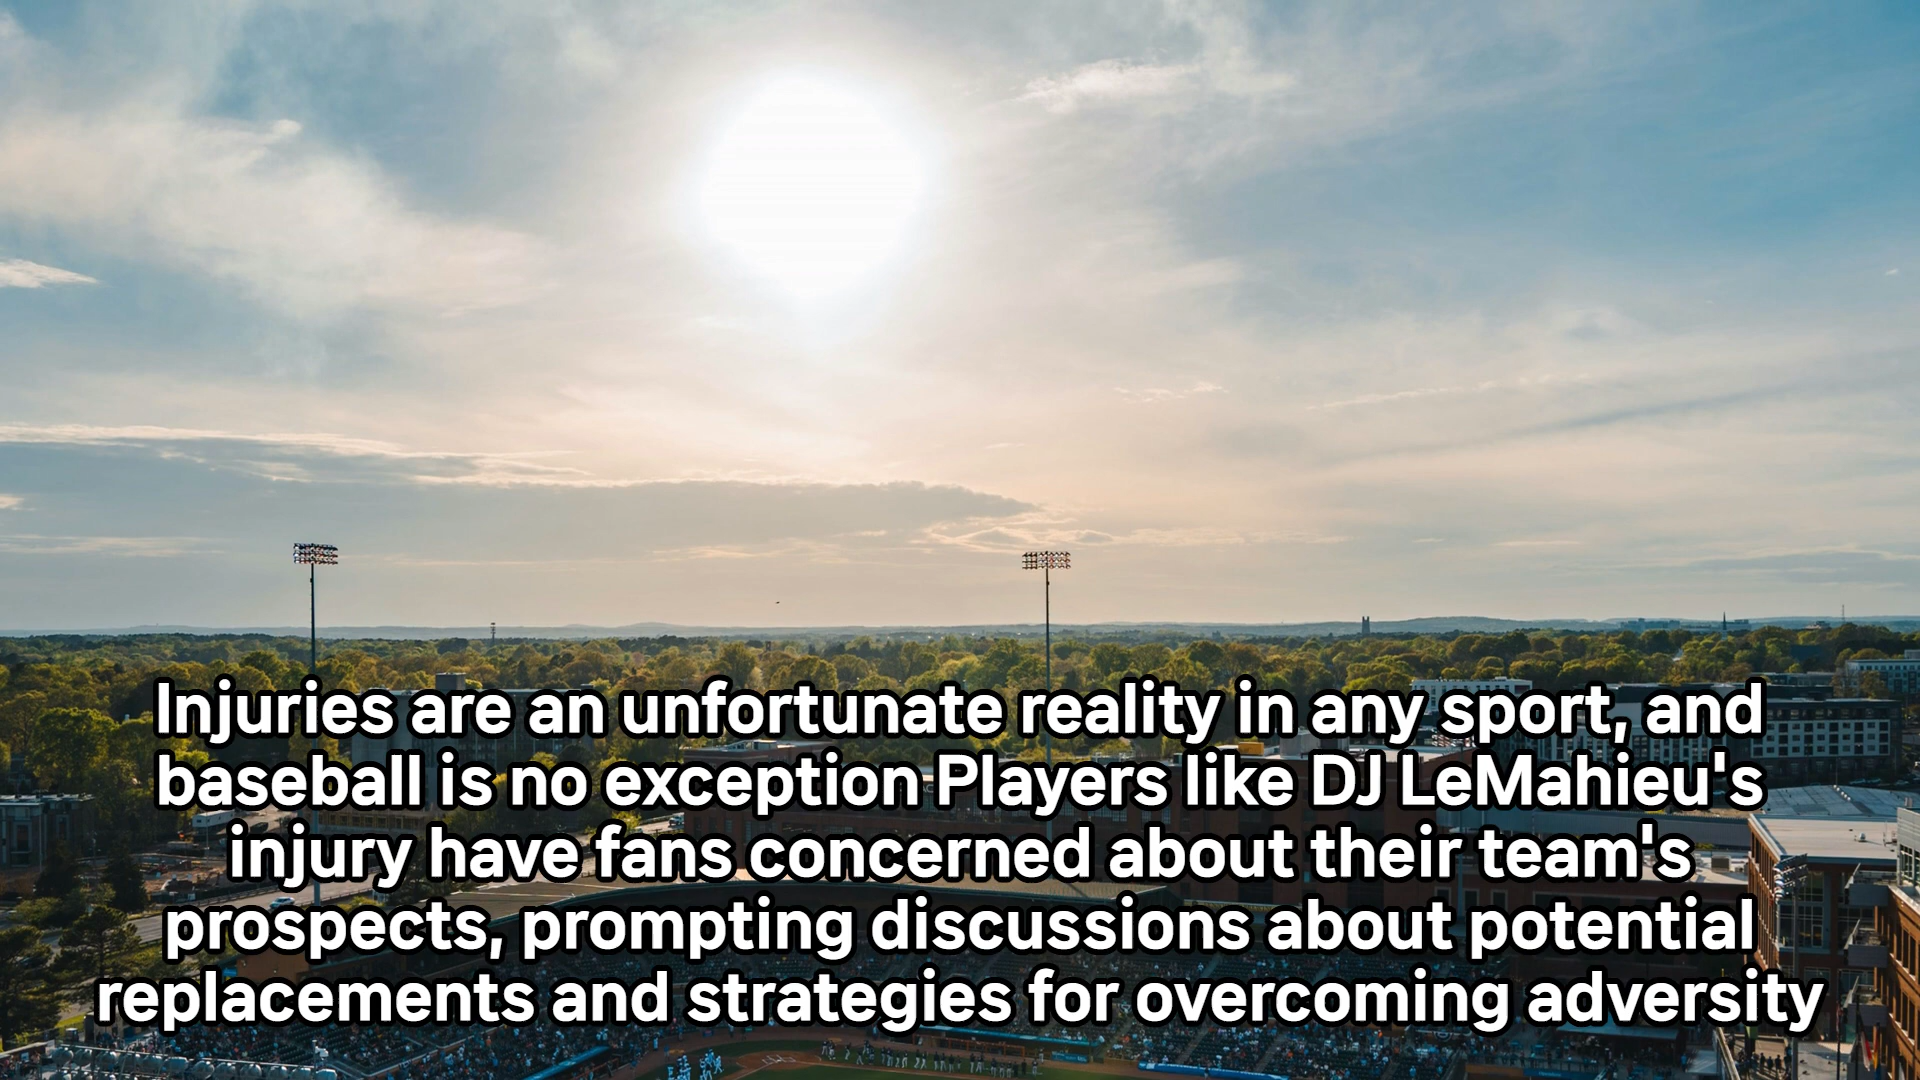 Injuries are an unfortunate reality in any sport, and
baseball is no exception Players like DJ LeMahieu's
injury have fans concerned about their team's
prospects, prompting discussions about potential
replacements and strategies for overcoming adversity